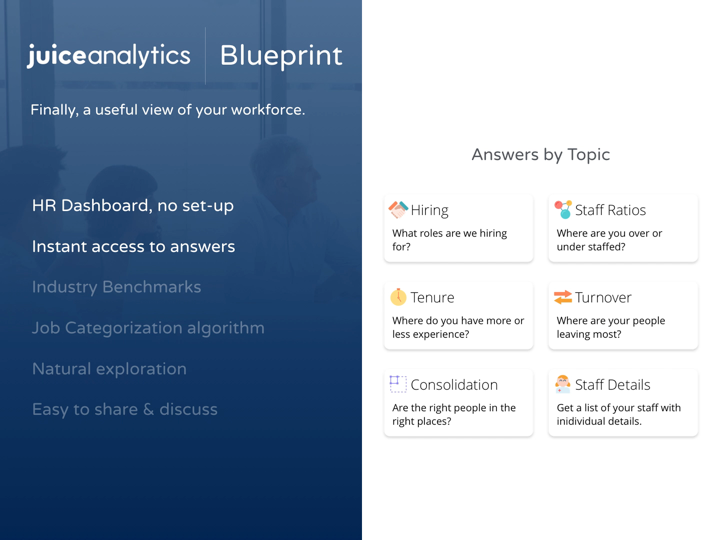 juiceanalytics | Blueprint
Finally, a useful view of your workforce.
HR Dashboard, no set-up
Instant access to answers
Industry Benchmarks
Job Categorization algorithm
Natural exploration
Easy to share & discuss
Answers by Topic
Hiring
What roles are we hiring
for?
Staff Ratios
Where are you over or
under staffed?
Tenure
Where do you have more or
less experience?
Turnover
Where are your people
leaving most?
Consolidation
Are the right people in the
right places?
Staff Details
Get a list of your staff with
inidividual details.